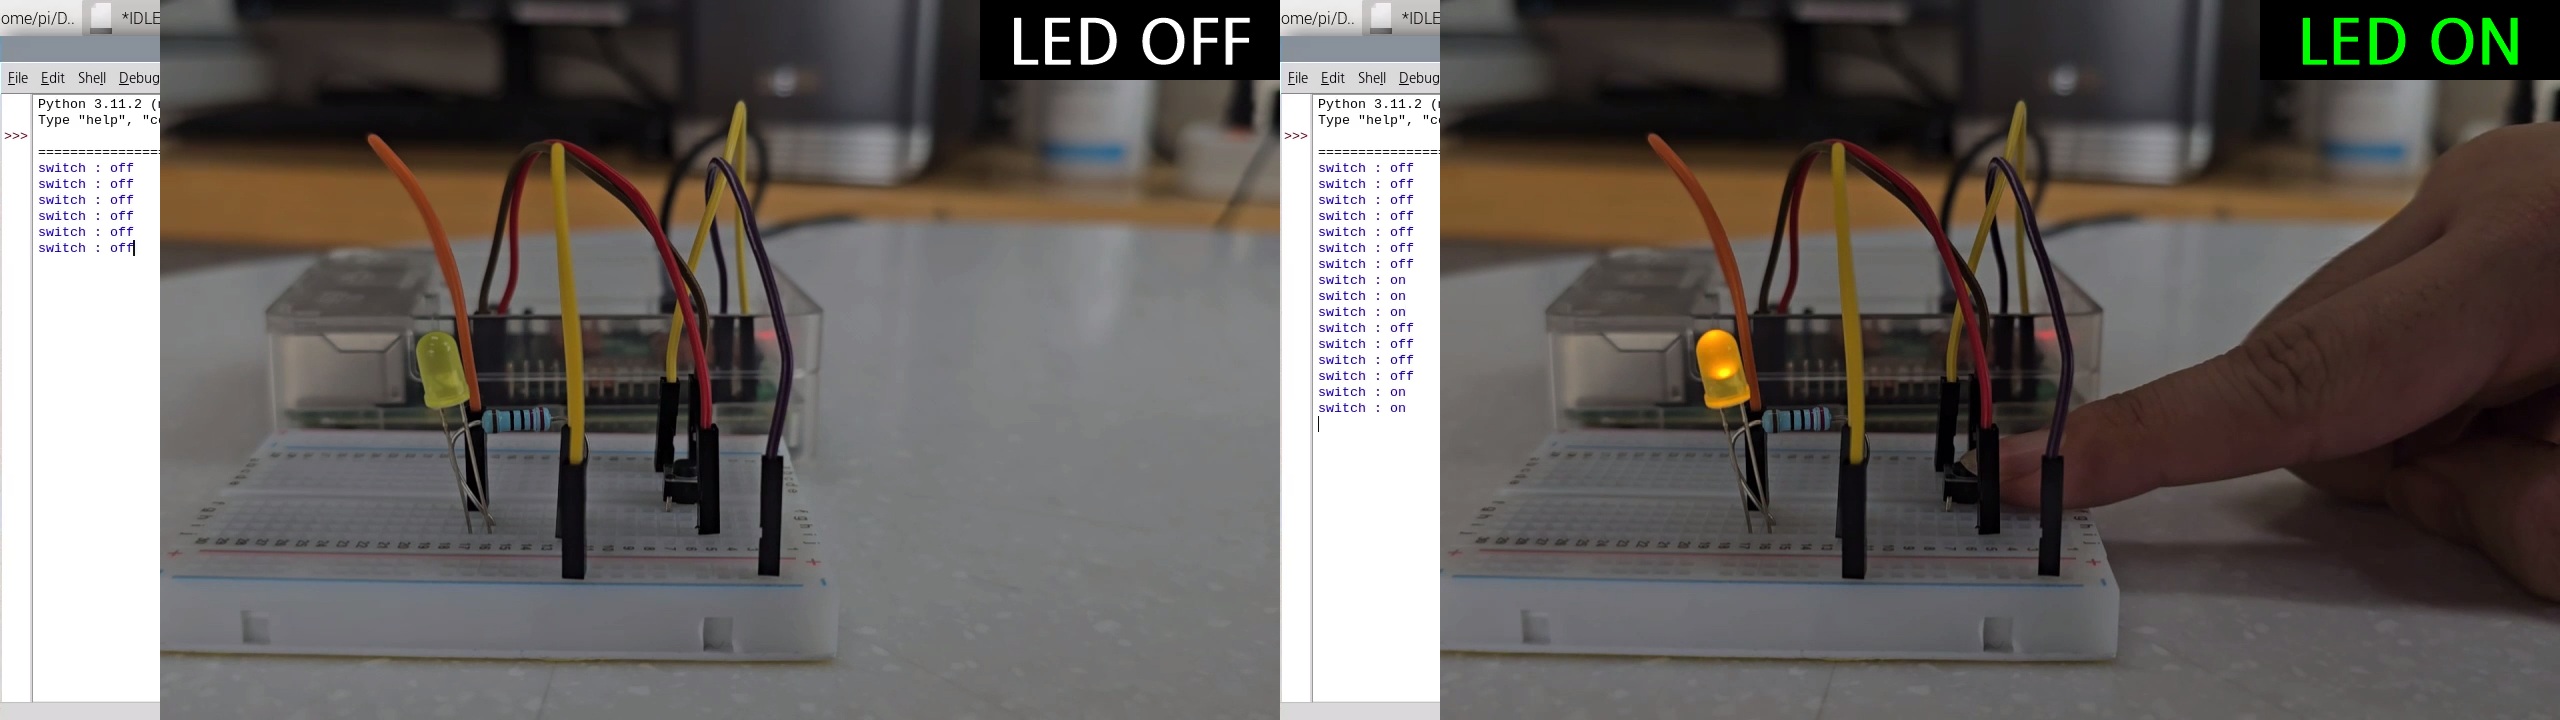 ome/pi/D.. *IDLE
LED OFF
File Edit Shell Debug
Python 3.11.2 (
Type "help", "c
>>>
================
switch : off
switch : off
switch : off
switch : off
switch : off
switch : off
ome/pi/D.. *IDLE
LED ON
File Edit Shell Debug
Python 3.11.2 (
Type "help", "c
>>>
================
switch : off
switch : off
switch : off
switch : off
switch : off
switch : off
switch : off
switch : on
switch : on
switch : on
switch : off
switch : off
switch : off
switch : off
switch : on
switch : on